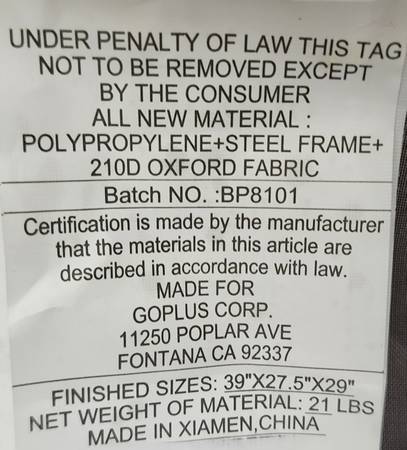 UNDER PENALTY OF LAW THIS TAG
NOT TO BE REMOVED EXCEPT
BY THE CONSUMER
ALL NEW MATERIAL :
POLYPROPYLENE+STEEL FRAME+
210D OXFORD FABRIC
Batch NO. :BP8101
Certification is made by the manufacturer
that the materials in this article are
described in accordance with law.
MADE FOR
GOPLUS CORP.
11250 POPLAR AVE
FONTANA CA 92337
FINISHED SIZES: 39"X27.5"X29"
NET WEIGHT OF MATERIAL: 21 LBS
MADE IN XIAMEN,CHINA